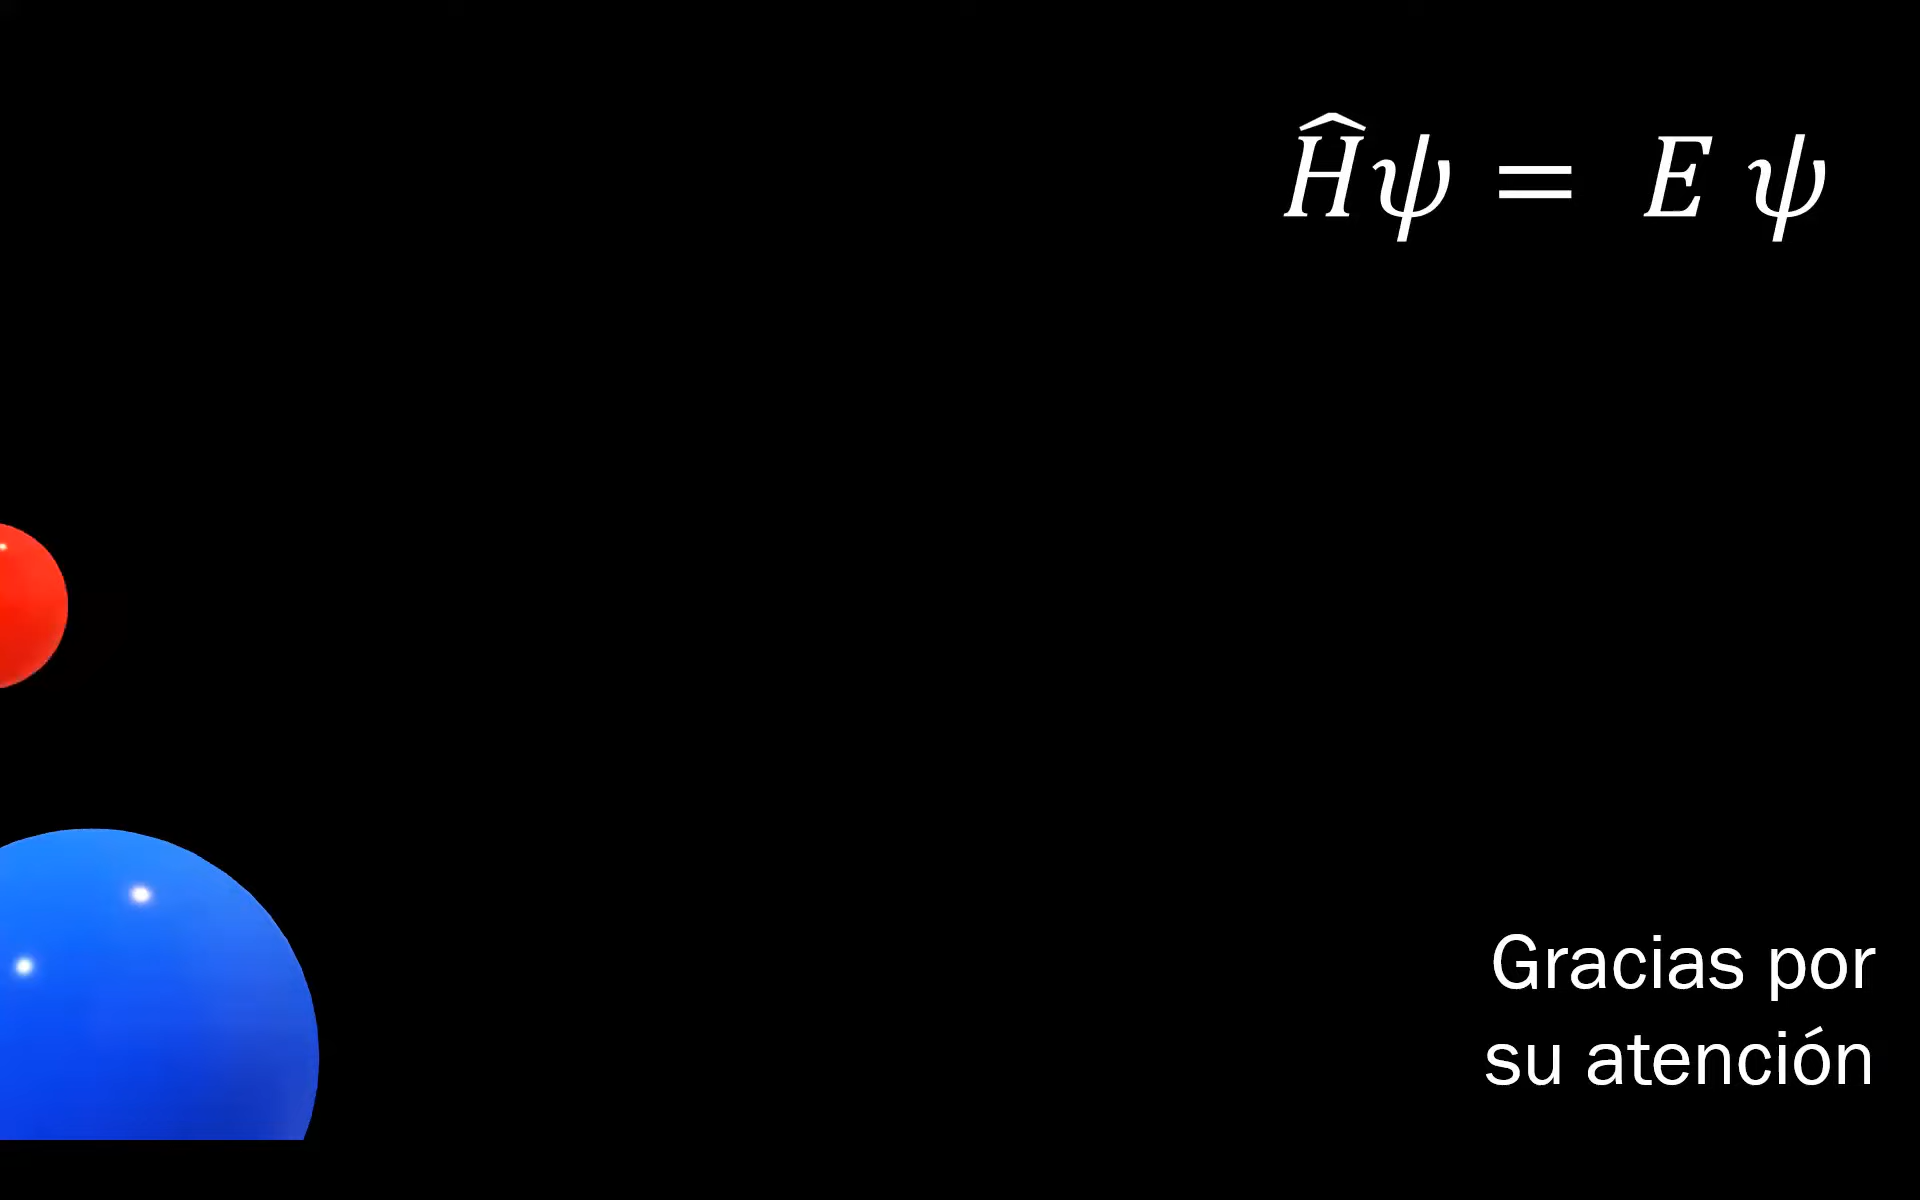 Ĥψ = E ψ
Gracias por
su atención